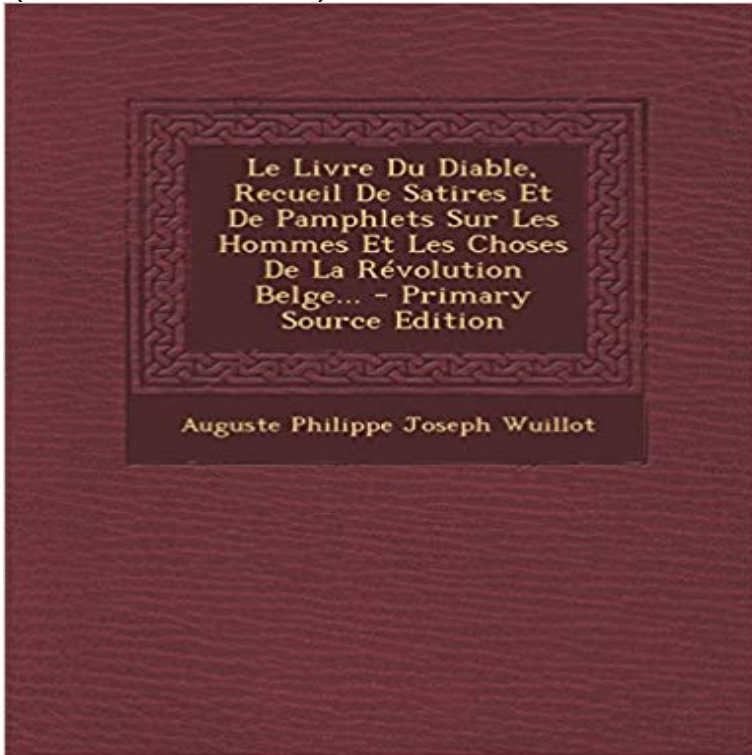 Le Livre Du Diable,
Recueil De Satires Et
De Pamphlets Sur Les
Hommes Et Les Choses
De La Révolution
Belge... - Primary
Source Edition
Auguste Philippe Joseph Wuillot